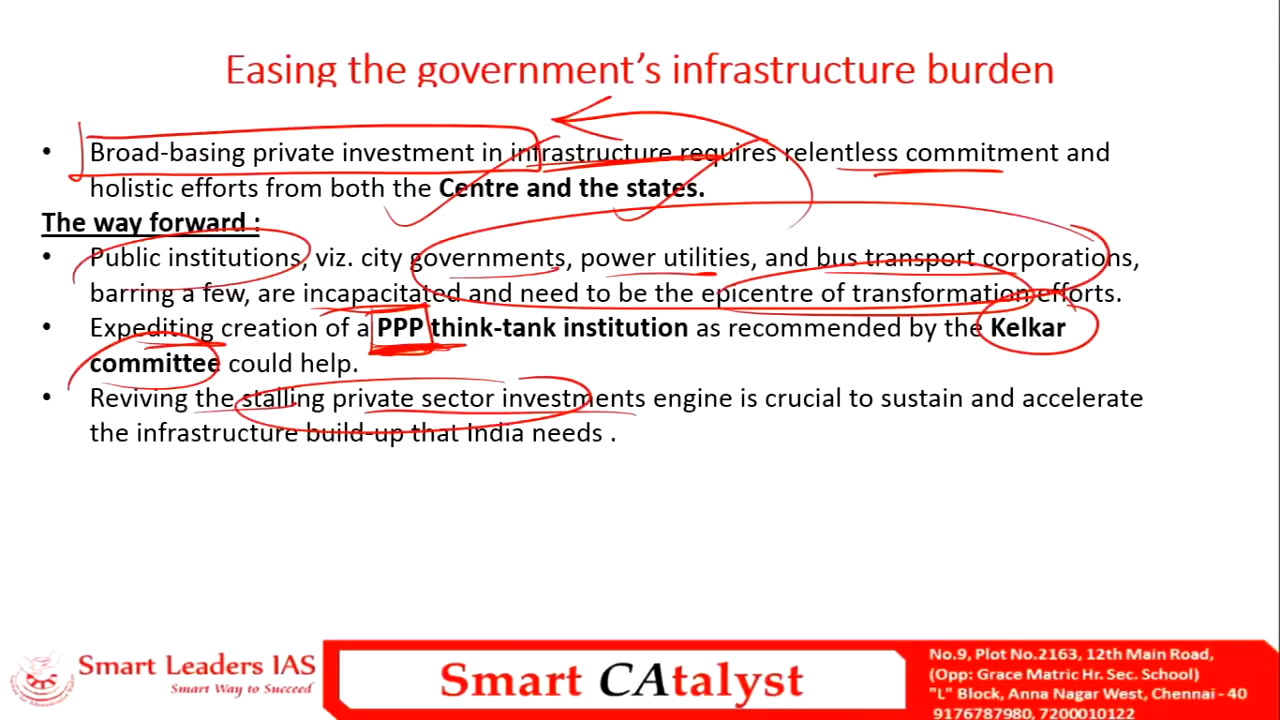 Easing the government's infrastructure burden
• Broad-basing private investment in infrastructure requires relentless commitment and
holistic efforts from both the Centre and the states.
The way forward :
• Public institutions, viz. city governments, power utilities, and bus transport corporations,
barring a few, are incapacitated and need to be the epicentre of transformation efforts.
• Expediting creation of a PPP think-tank institution as recommended by the Kelkar
committee could help.
• Reviving the stalling private sector investments engine is crucial to sustain and accelerate
the infrastructure build-up that India needs .
Smart Leaders IAS
Smart Way to Succeed
Smart CAtalyst
No.9, Plot No.2163, 12th Main Road,
(Opp: Grace Matric Hr. Sec. School)
"L" Block, Anna Nagar West, Chennai - 40
9176787980, 7200010122